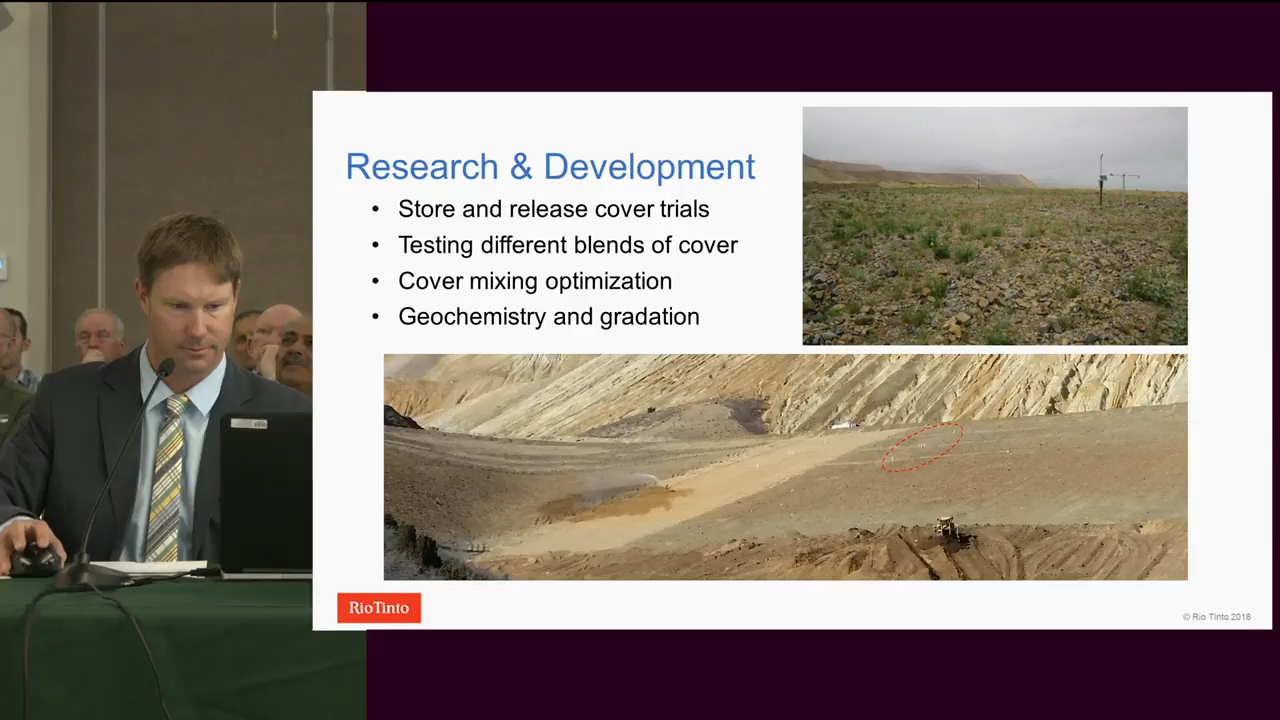 Research & Development
• Store and release cover trials
• Testing different blends of cover
• Cover mixing optimization
• Geochemistry and gradation
RioTinto
© Rio Tinto 2018